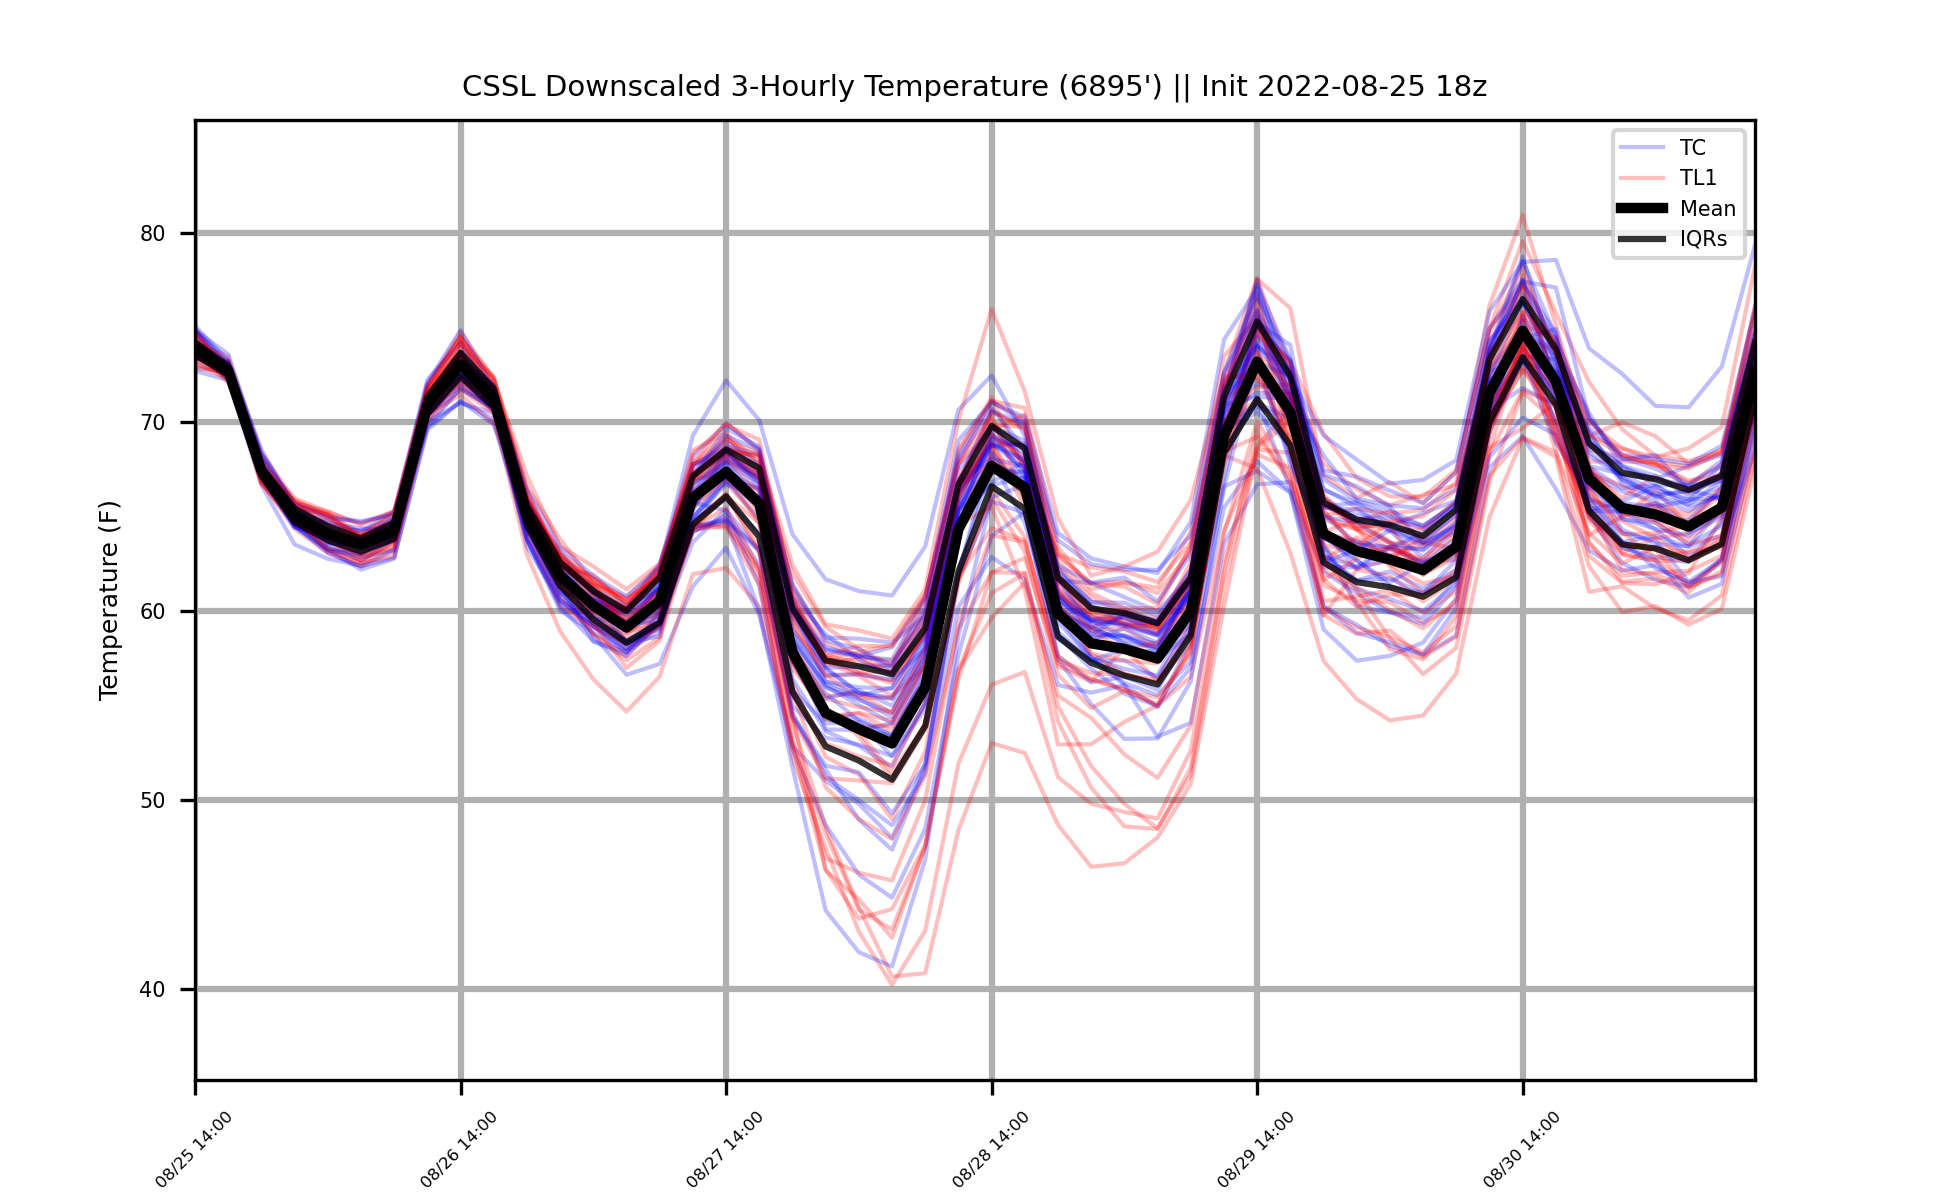 CSSL Downscaled 3-Hourly Temperature (6895') || Init 2022-08-25 18z
TC
TL1
Mean
IQRs
Temperature (F)
80
70
60
50
40
08/25 14:00
08/26 14:00
08/27 14:00
08/28 14:00
08/29 14:00
08/30 14:00